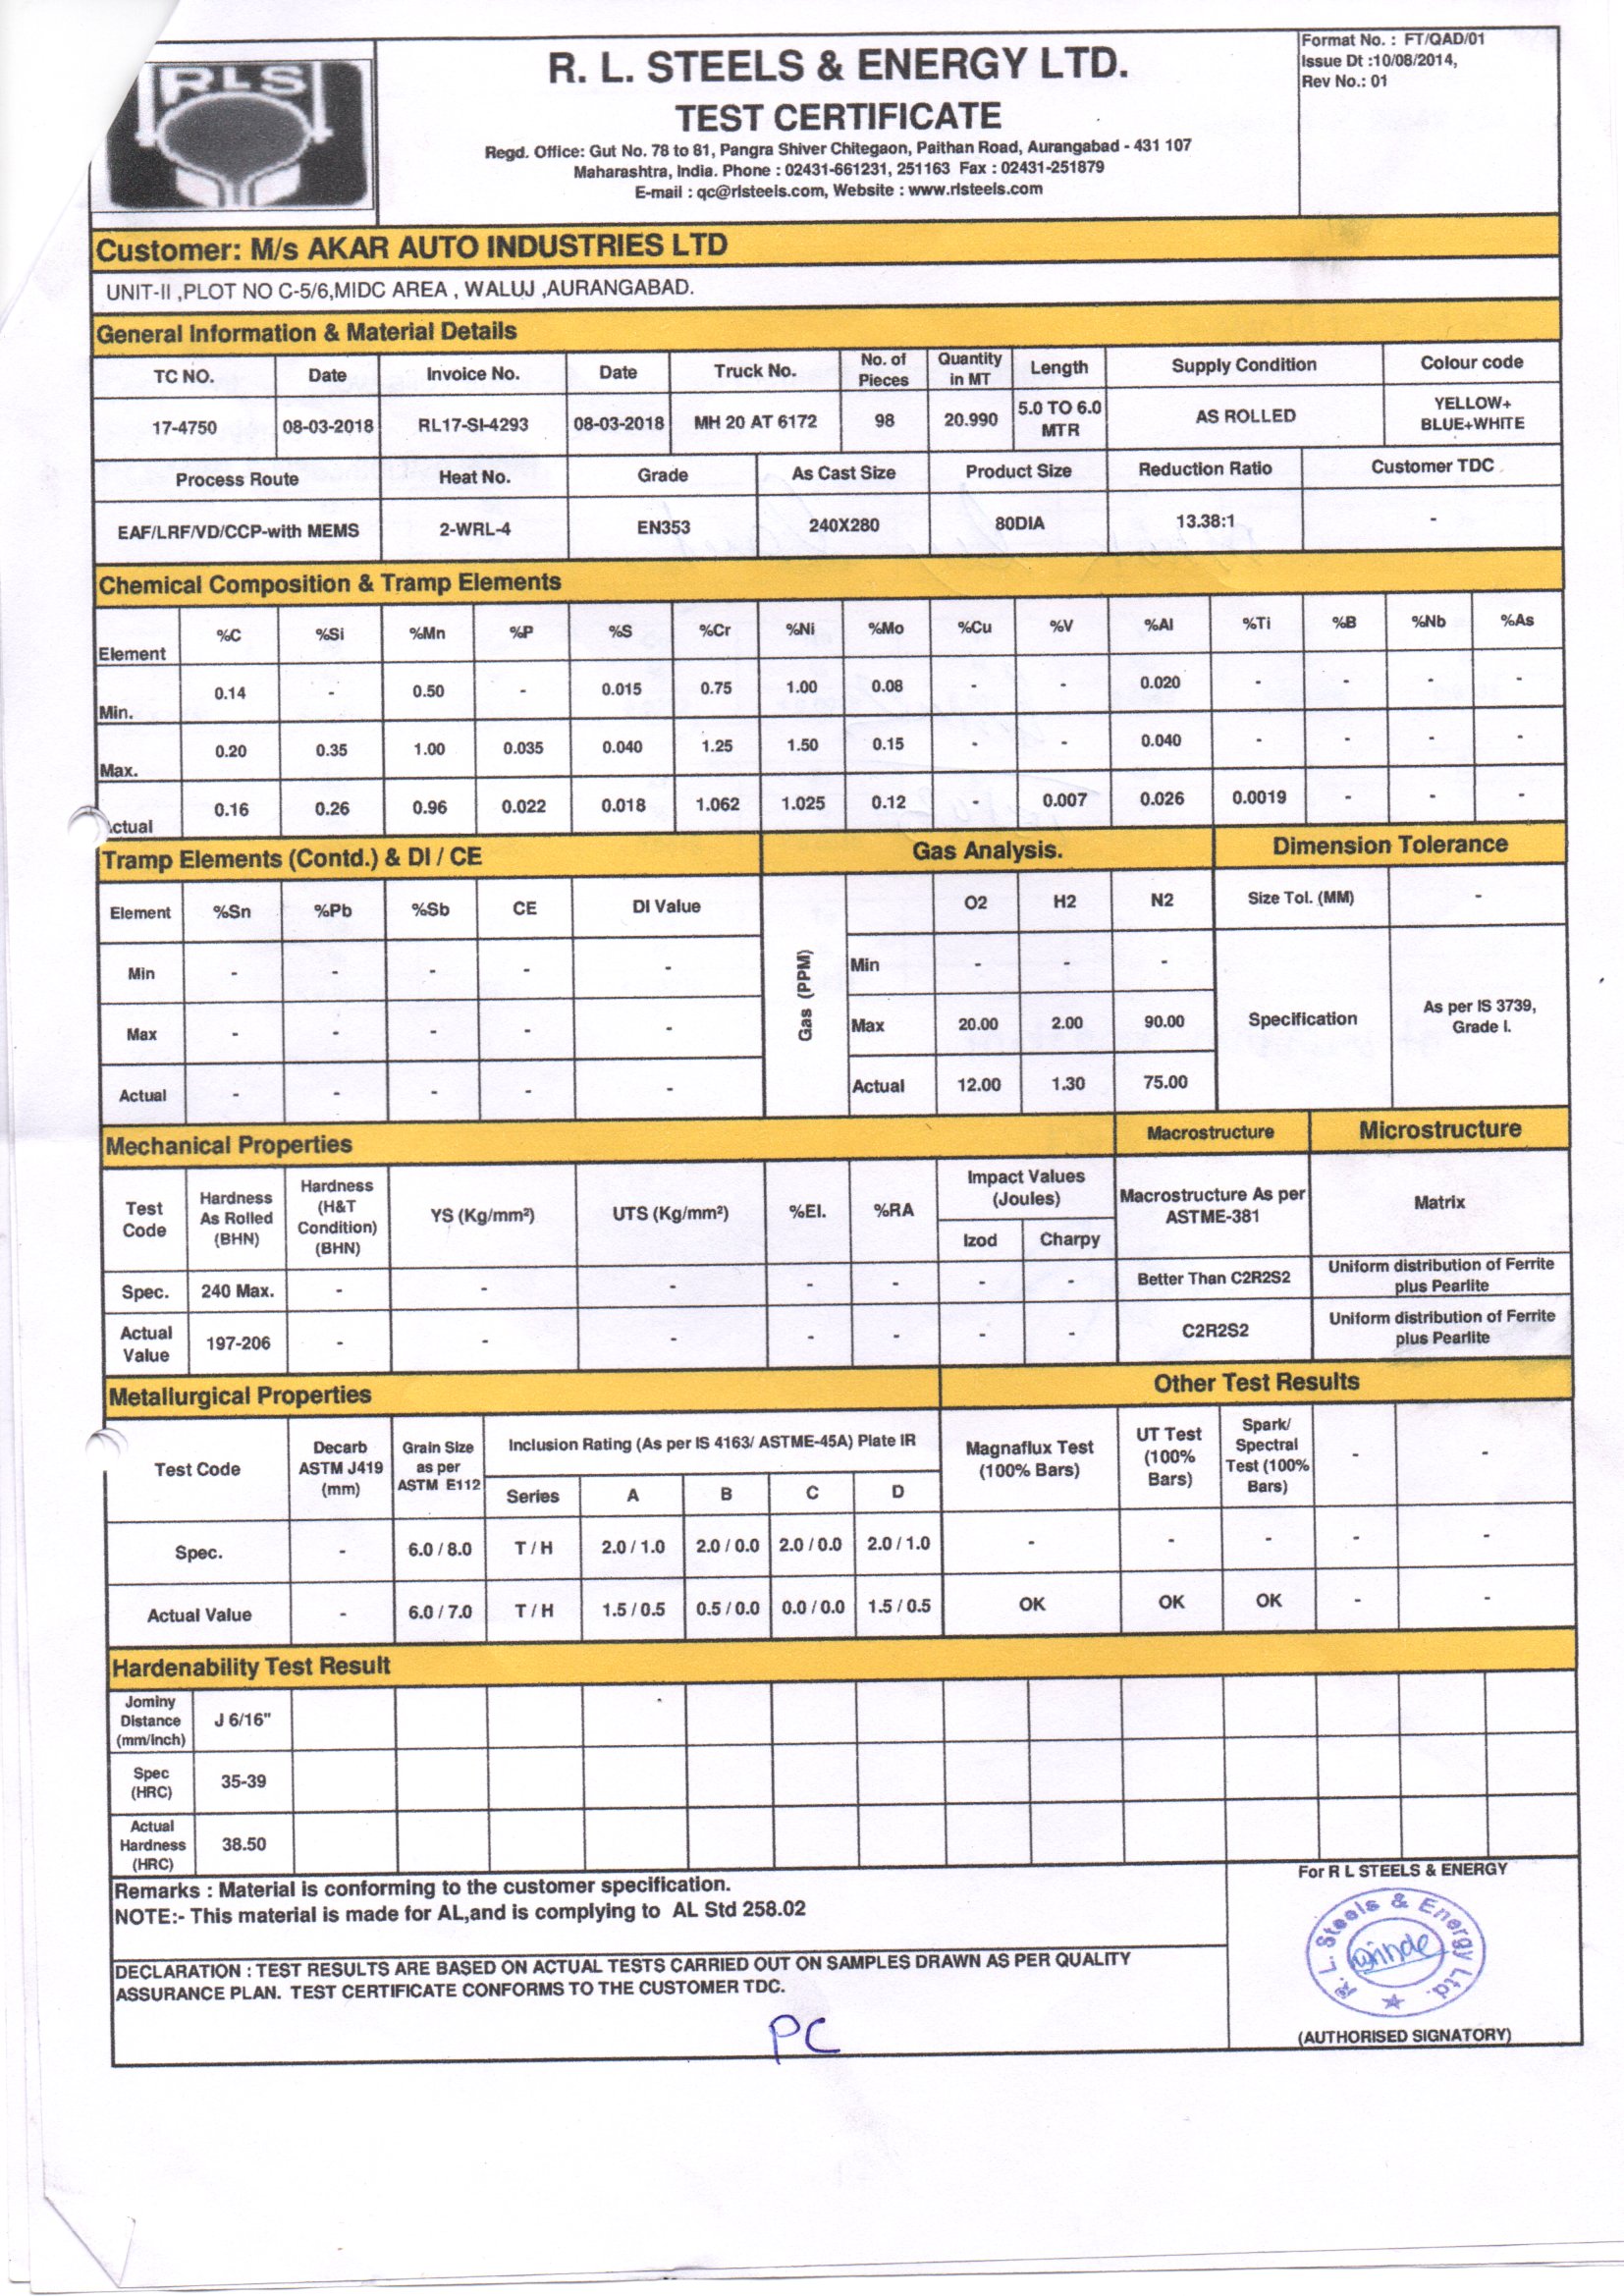 RLS
R. L. STEELS & ENERGY LTD.
TEST CERTIFICATE
Regd. Office: Gut No. 78 to 81, Pangra Shiver Chitegaon, Paithan Road, Aurangabad - 431 107
Maharashtra, India. Phone : 02431-661231, 251163 Fax : 02431-251879
E-mail : qc@rlsteels.com, Website : www.rlsteels.com
Format No. : FT/QAD/01
Issue Dt :10/08/2014,
Rev No.: 01
Customer: M/s AKAR AUTO INDUSTRIES LTD
UNIT-II ,PLOT NO C-5/6,MIDC AREA , WALUJ ,AURANGABAD.
General Information & Material Details
TC NO. Date Invoice No. Date Truck No. No. of Pieces Quantity in MT Length Supply Condition Colour code
17-4750 08-03-2018 RL17-SI-4293 08-03-2018 MH 20 AT 6172 98 20.990 5.0 TO 6.0 MTR AS ROLLED YELLOW+ BLUE+WHITE
Process Route Heat No. Grade As Cast Size Product Size Reduction Ratio Customer TDC
EAF/LRF/VD/CCP-with MEMS 2-WRL-4 EN353 240X280 80DIA 13.38:1 -
Chemical Composition & Tramp Elements
Element %C %Si %Mn %P %S %Cr %Ni %Mo %Cu %V %Al %Ti %B %Nb %As
Min. 0.14 - 0.50 - 0.015 0.75 1.00 0.08 - - 0.020 - - - -
Max. 0.20 0.35 1.00 0.035 0.040 1.25 1.50 0.15 - - 0.040 - - - -
ctual 0.16 0.26 0.96 0.022 0.018 1.062 1.025 0.12 - 0.007 0.026 0.0019 - - -
Tramp Elements (Contd.) & DI / CE Gas Analysis. Dimension Tolerance
Element %Sn %Pb %Sb CE DI Value Gas (PPM) O2 H2 N2 Size Tol. (MM) -
Min - - - - - Min - - -
Max - - - - - Max 20.00 2.00 90.00 Specification As per IS 3739, Grade I.
Actual - - - - - Actual 12.00 1.30 75.00
Mechanical Properties Macrostructure Microstructure
Test Code Hardness As Rolled (BHN) Hardness (H&T Condition) (BHN) YS (Kg/mm²) UTS (Kg/mm²) %El. %RA Impact Values (Joules) Izod Charpy Macrostructure As per ASTME-381 Matrix
Spec. 240 Max. - - - - - - - Better Than C2R2S2 Uniform distribution of Ferrite plus Pearlite
Actual Value 197-206 - - - - - - - C2R2S2 Uniform distribution of Ferrite plus Pearlite
Metallurgical Properties Other Test Results
Test Code Decarb ASTM J419 (mm) Grain Size as per ASTM E112 Inclusion Rating (As per IS 4163/ ASTME-45A) Plate IR Magnaflux Test (100% Bars) UT Test (100% Bars) Spark/ Spectral Test (100% Bars) - -
Series A B C D
Spec. - 6.0 / 8.0 T / H 2.0 / 1.0 2.0 / 0.0 2.0 / 0.0 2.0 / 1.0 - - - - -
Actual Value - 6.0 / 7.0 T / H 1.5 / 0.5 0.5 / 0.0 0.0 / 0.0 1.5 / 0.5 OK OK OK - -
Hardenability Test Result
Jominy Distance (mm/inch) J 6/16"
Spec (HRC) 35-39
Actual Hardness (HRC) 38.50
Remarks : Material is conforming to the customer specification.
NOTE:- This material is made for AL,and is complying to AL Std 258.02
DECLARATION : TEST RESULTS ARE BASED ON ACTUAL TESTS CARRIED OUT ON SAMPLES DRAWN AS PER QUALITY
ASSURANCE PLAN. TEST CERTIFICATE CONFORMS TO THE CUSTOMER TDC.
PC
For R L STEELS & ENERGY
R. L. Steels & Energy Ltd.
(AUTHORISED SIGNATORY)